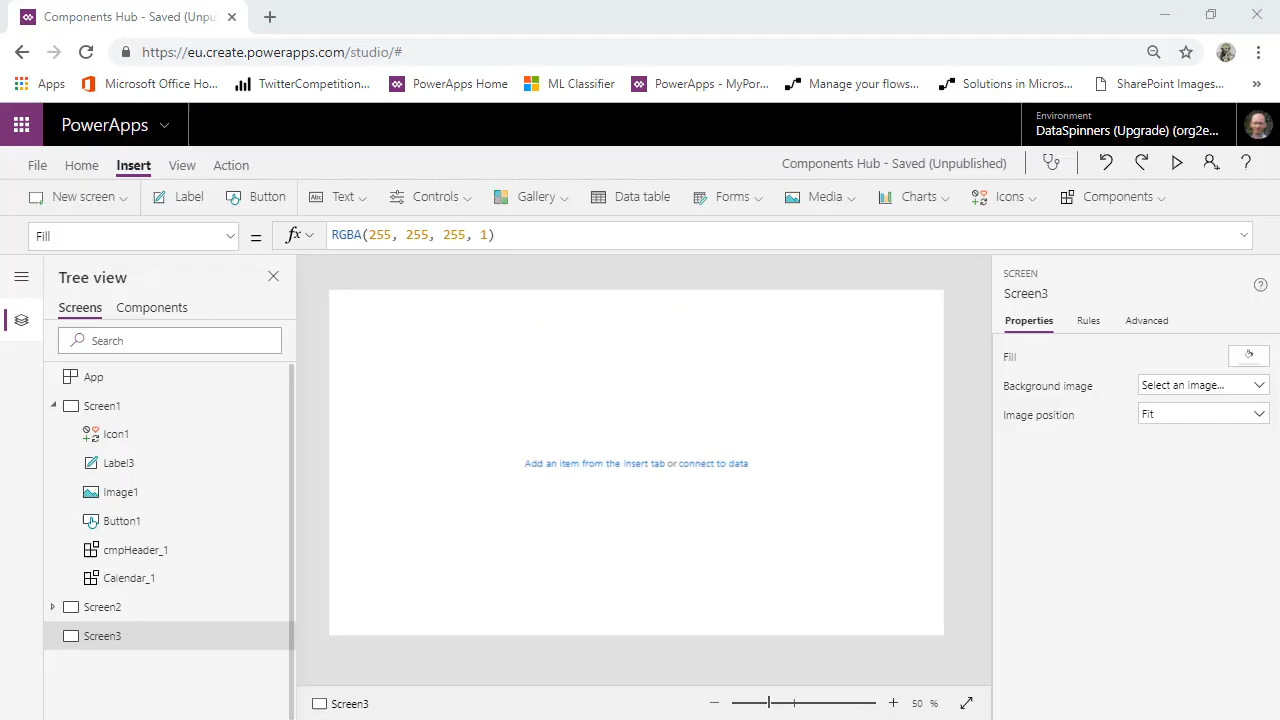 Components Hub - Saved (Unpu
https://eu.create.powerapps.com/studio/#
Apps Microsoft Office Ho... TwitterCompetition... PowerApps Home ML Classifier PowerApps - MyPor... Manage your flows... Solutions in Micros... SharePoint Images... »
PowerApps
Environment
DataSpinners (Upgrade) (org2e...
File Home Insert View Action Components Hub - Saved (Unpublished) ?
New screen Label Button Text Controls Gallery Data table Forms Media Charts Icons Components
Fill = fx RGBA(255, 255, 255, 1)
Tree view
Screens Components
Search
App
Screen1
Icon1
Label3
Image1
Button1
cmpHeader_1
Calendar_1
Screen2
Screen3
Add an item from the Insert tab or connect to data
Screen3 50 %
SCREEN
Screen3
Properties Rules Advanced
Fill
Background image Select an image...
Image position Fit